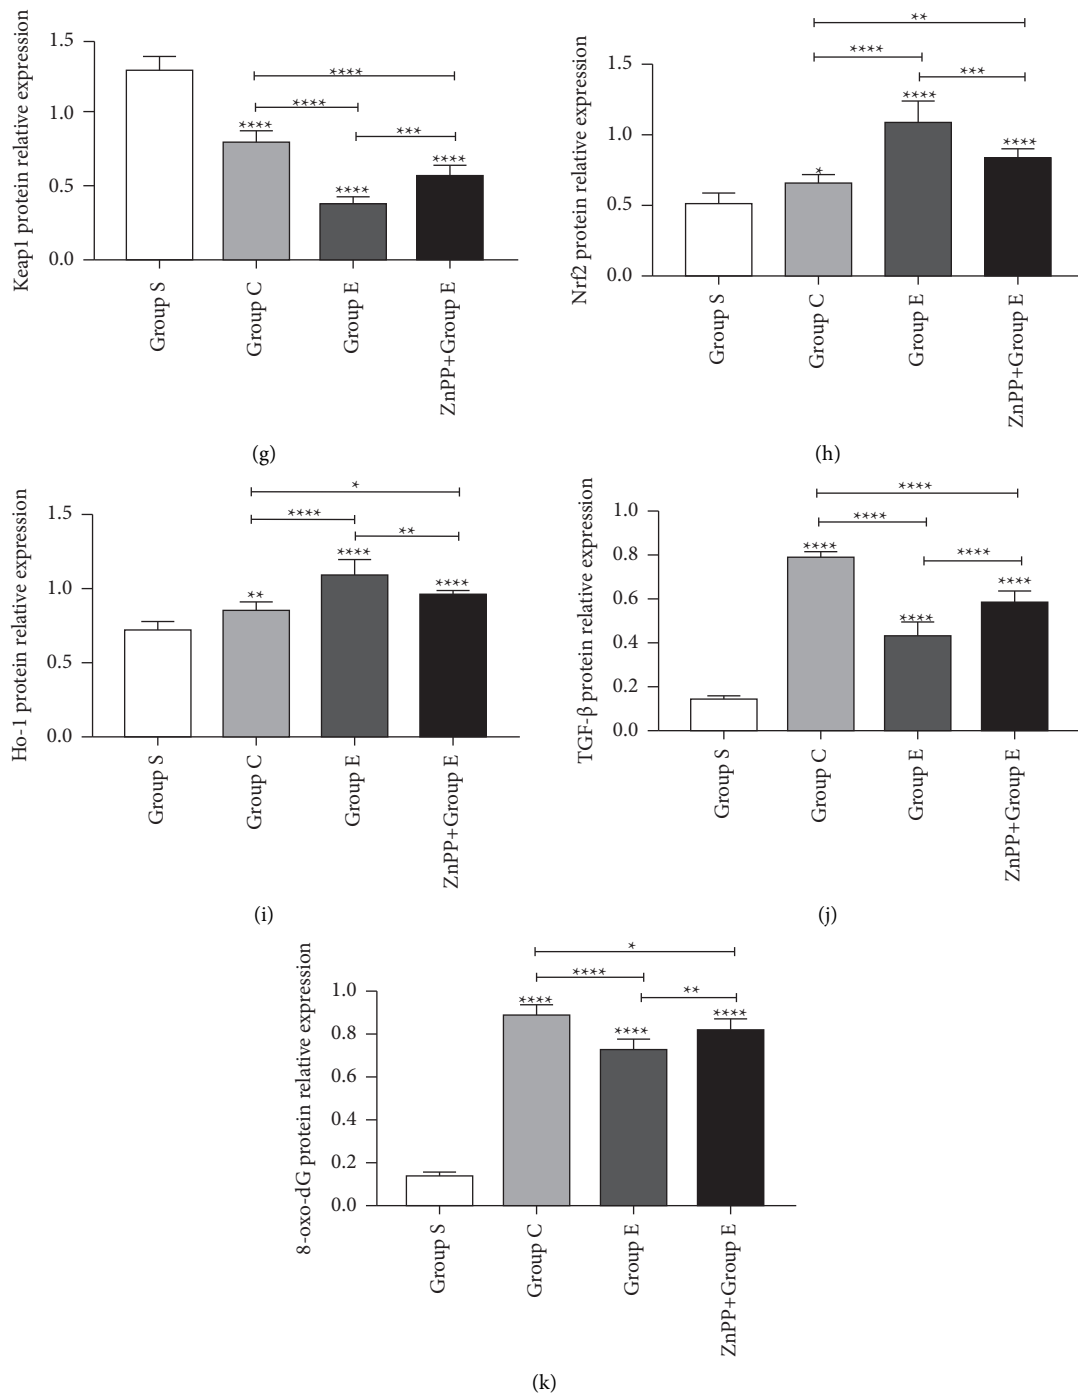 Keap1 protein relative expression
1.5
1.0
0.5
0.0
****
****
***
****
****
****
Group S
Group C
Group E
ZnPP+Group E
(g)
Nrf2 protein relative expression
1.5
1.0
0.5
0.0
**
****
***
*
****
****
Group S
Group C
Group E
ZnPP+Group E
(h)
Ho-1 protein relative expression
1.5
1.0
0.5
0.0
*
****
**
**
****
****
Group S
Group C
Group E
ZnPP+Group E
(i)
TGF-β protein relative expression
1.0
0.8
0.6
0.4
0.2
0.0
****
****
****
****
****
****
Group S
Group C
Group E
ZnPP+Group E
(j)
8-oxo-dG protein relative expression
1.0
0.8
0.6
0.4
0.2
0.0
*
****
**
****
****
****
Group S
Group C
Group E
ZnPP+Group E
(k)